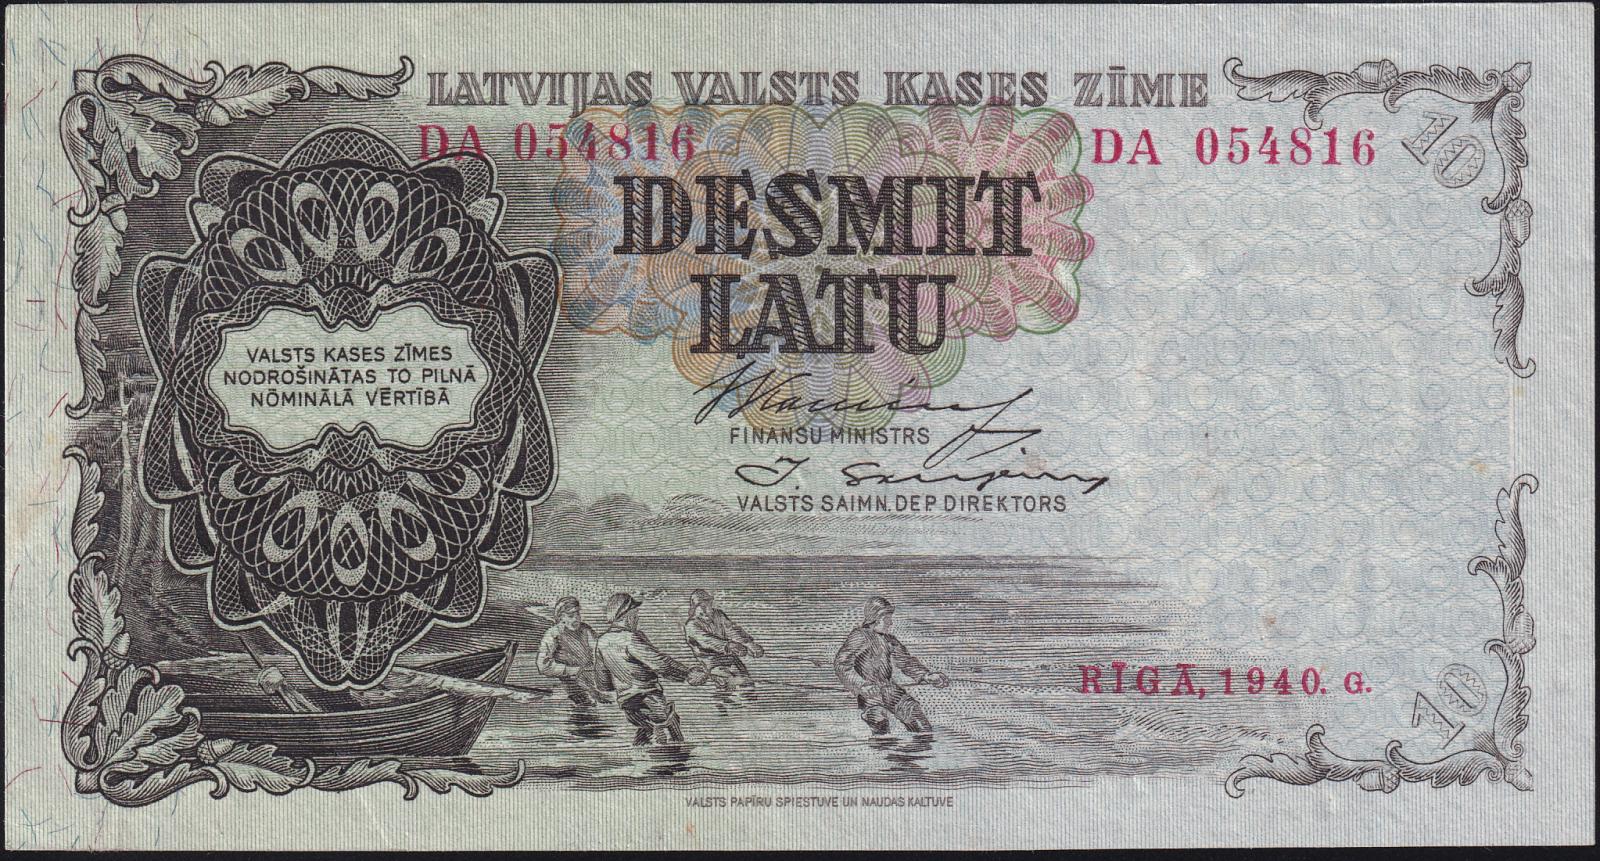 LATVIJAS VALSTS KASES ZĪME
DA 054816
DA 054816
10
DESMIT
LATU
VALSTS KASES ZĪMES
NODROŠINĀTAS TO PILNĀ
NŌMINĀLĀ VĒRTĪBĀ
FINANSU MINISTRS
VALSTS SAIMN. DEP. DIREKTORS
RĪGĀ, 1940. G.
10
VALSTS PAPĪRU SPIESTUVE UN NAUDAS KALTUVE